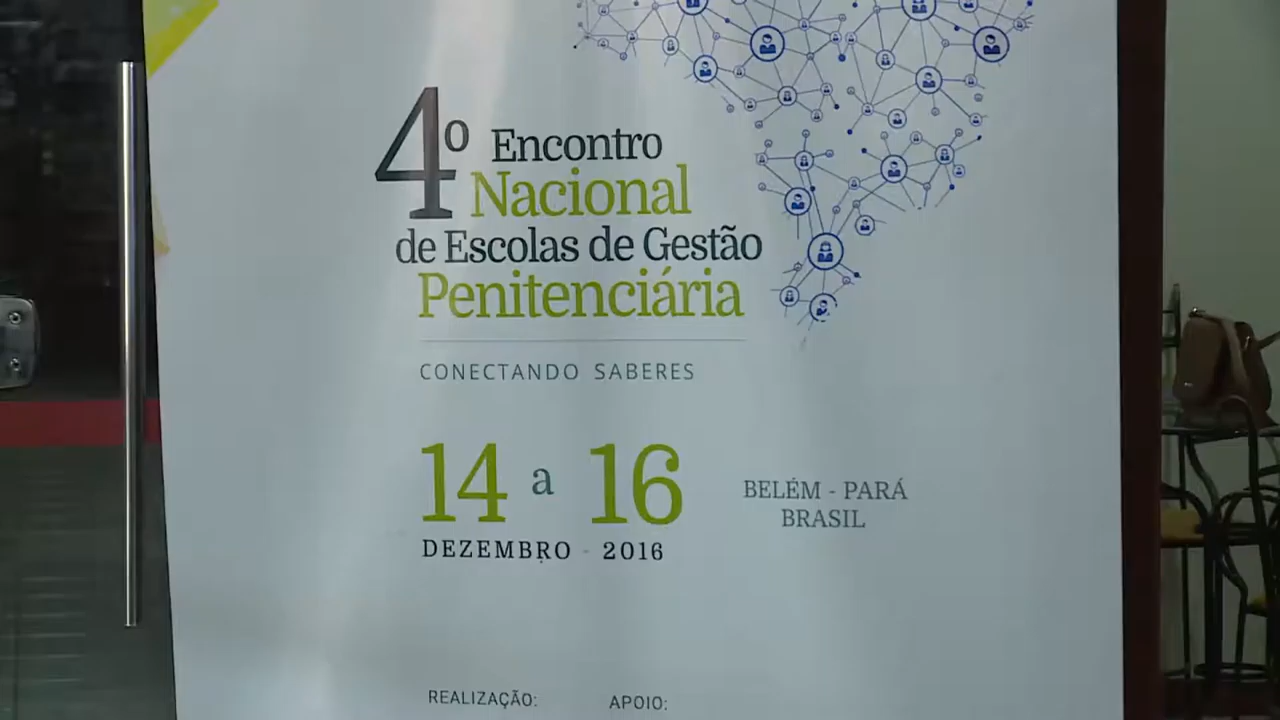 4º Encontro
Nacional
de Escolas de Gestão
Penitenciária
CONECTANDO SABERES
14 a 16
DEZEMBRO - 2016
BELÉM - PARÁ
BRASIL
REALIZAÇÃO:
APOIO: